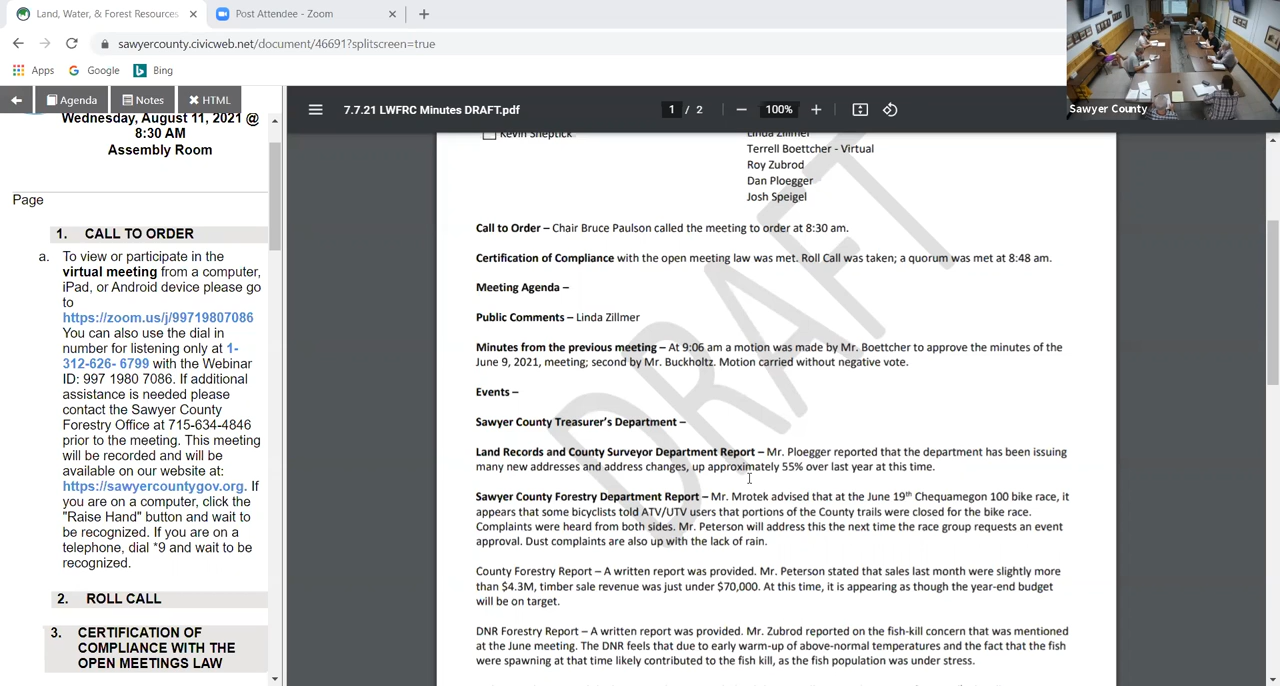 Land, Water, & Forest Resources
Post Attendee - Zoom
sawyercounty.civicweb.net/document/46691?splitscreen=true
Apps Google Bing
Sawyer County
Agenda Notes HTML
7.7.21 LWFRC Minutes DRAFT.pdf 1 / 2 100%
Wednesday, August 11, 2021 @
8:30 AM
Assembly Room
Page
1. CALL TO ORDER
a. To view or participate in the
virtual meeting from a computer,
iPad, or Android device please go
to
https://zoom.us/j/99719807086
You can also use the dial in
number for listening only at 1-
312-626- 6799 with the Webinar
ID: 997 1980 7086. If additional
assistance is needed please
contact the Sawyer County
Forestry Office at 715-634-4846
prior to the meeting. This meeting
will be recorded and will be
available on our website at:
https://sawyercountygov.org. If
you are on a computer, click the
"Raise Hand" button and wait to
be recognized. If you are on a
telephone, dial *9 and wait to be
recognized.
2. ROLL CALL
3. CERTIFICATION OF
COMPLIANCE WITH THE
OPEN MEETINGS LAW
Kevin Sheptick
Linda Zillmer
Terrell Boettcher - Virtual
Roy Zubrod
Dan Ploegger
Josh Speigel
DRAFT
Call to Order – Chair Bruce Paulson called the meeting to order at 8:30 am.
Certification of Compliance with the open meeting law was met. Roll Call was taken; a quorum was met at 8:48 am.
Meeting Agenda –
Public Comments – Linda Zillmer
Minutes from the previous meeting – At 9:06 am a motion was made by Mr. Boettcher to approve the minutes of the
June 9, 2021, meeting; second by Mr. Buckholtz. Motion carried without negative vote.
Events –
Sawyer County Treasurer's Department –
Land Records and County Surveyor Department Report – Mr. Ploegger reported that the department has been issuing
many new addresses and address changes, up approximately 55% over last year at this time.
Sawyer County Forestry Department Report – Mr. Mrotek advised that at the June 19th Chequamegon 100 bike race, it
appears that some bicyclists told ATV/UTV users that portions of the County trails were closed for the bike race.
Complaints were heard from both sides. Mr. Peterson will address this the next time the race group requests an event
approval. Dust complaints are also up with the lack of rain.
County Forestry Report – A written report was provided. Mr. Peterson stated that sales last month were slightly more
than $4.3M, timber sale revenue was just under $70,000. At this time, it is appearing as though the year-end budget
will be on target.
DNR Forestry Report – A written report was provided. Mr. Zubrod reported on the fish-kill concern that was mentioned
at the June meeting. The DNR feels that due to early warm-up of above-normal temperatures and the fact that the fish
were spawning at that time likely contributed to the fish kill, as the fish population was under stress.